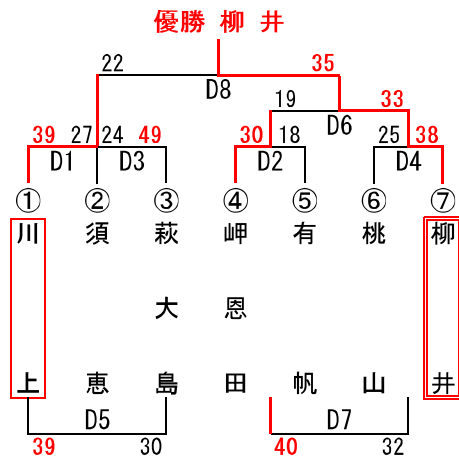 優勝 柳 井
22 35
D8
19 33
D6
39 27 24 49 30 18 25 38
D1 D3 D2 D4
① ② ③ ④ ⑤ ⑥ ⑦
川 須 萩 岬 有 桃 柳
大 恩
上 恵 島 田 帆 山 井
D5 D7
39 30 40 32